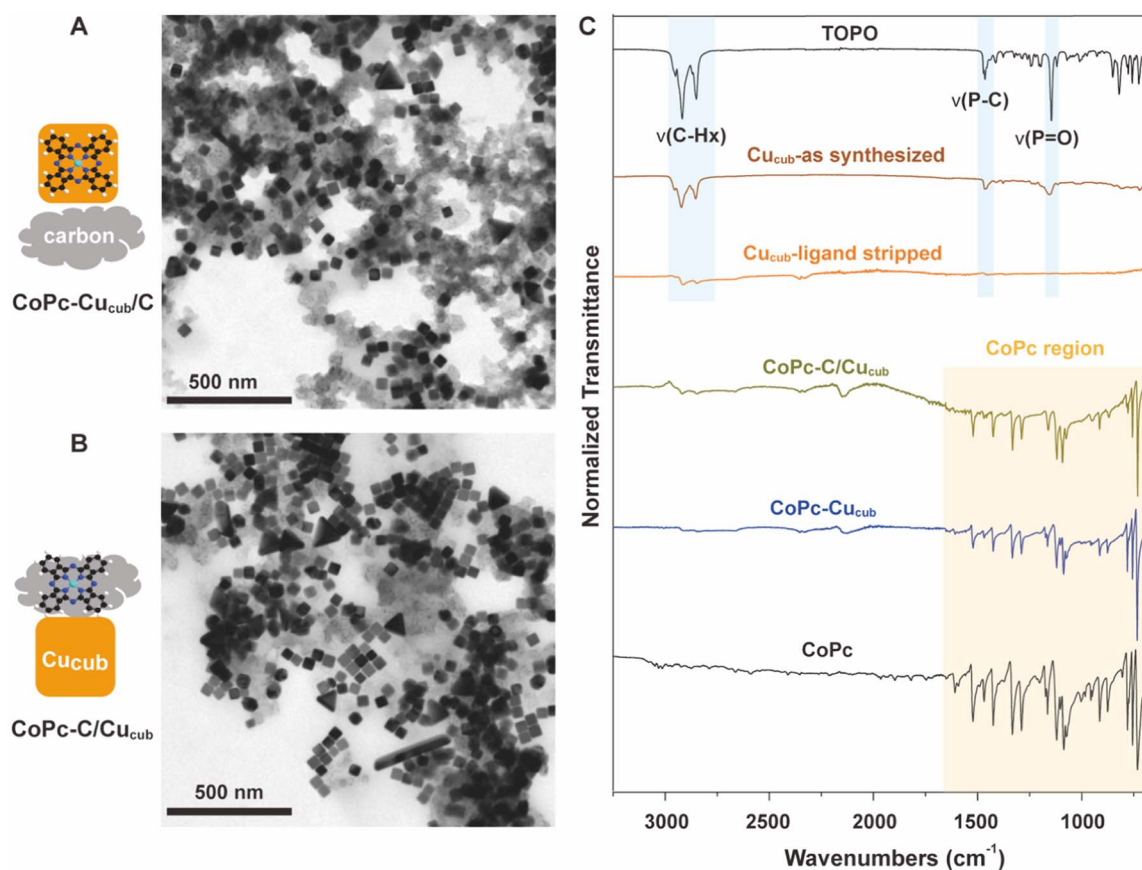 A
carbon
CoPc-Cucub/C
500 nm
B
Cucub
CoPc-C/Cucub
500 nm
C
TOPO
ν(P-C)
ν(C-Hx)
ν(P=O)
Cucub-as synthesized
Cucub-ligand stripped
CoPc region
CoPc-C/Cucub
CoPc-Cucub
CoPc
Normalized Transmittance
3000 2500 2000 1500 1000
Wavenumbers (cm-1)